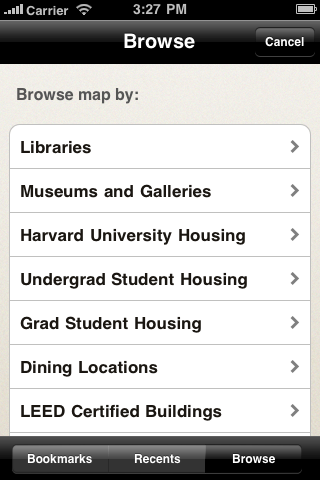 Carrier 3:27 PM
Browse Cancel
Browse map by:
Libraries
Museums and Galleries
Harvard University Housing
Undergrad Student Housing
Grad Student Housing
Dining Locations
LEED Certified Buildings
Bookmarks Recents Browse